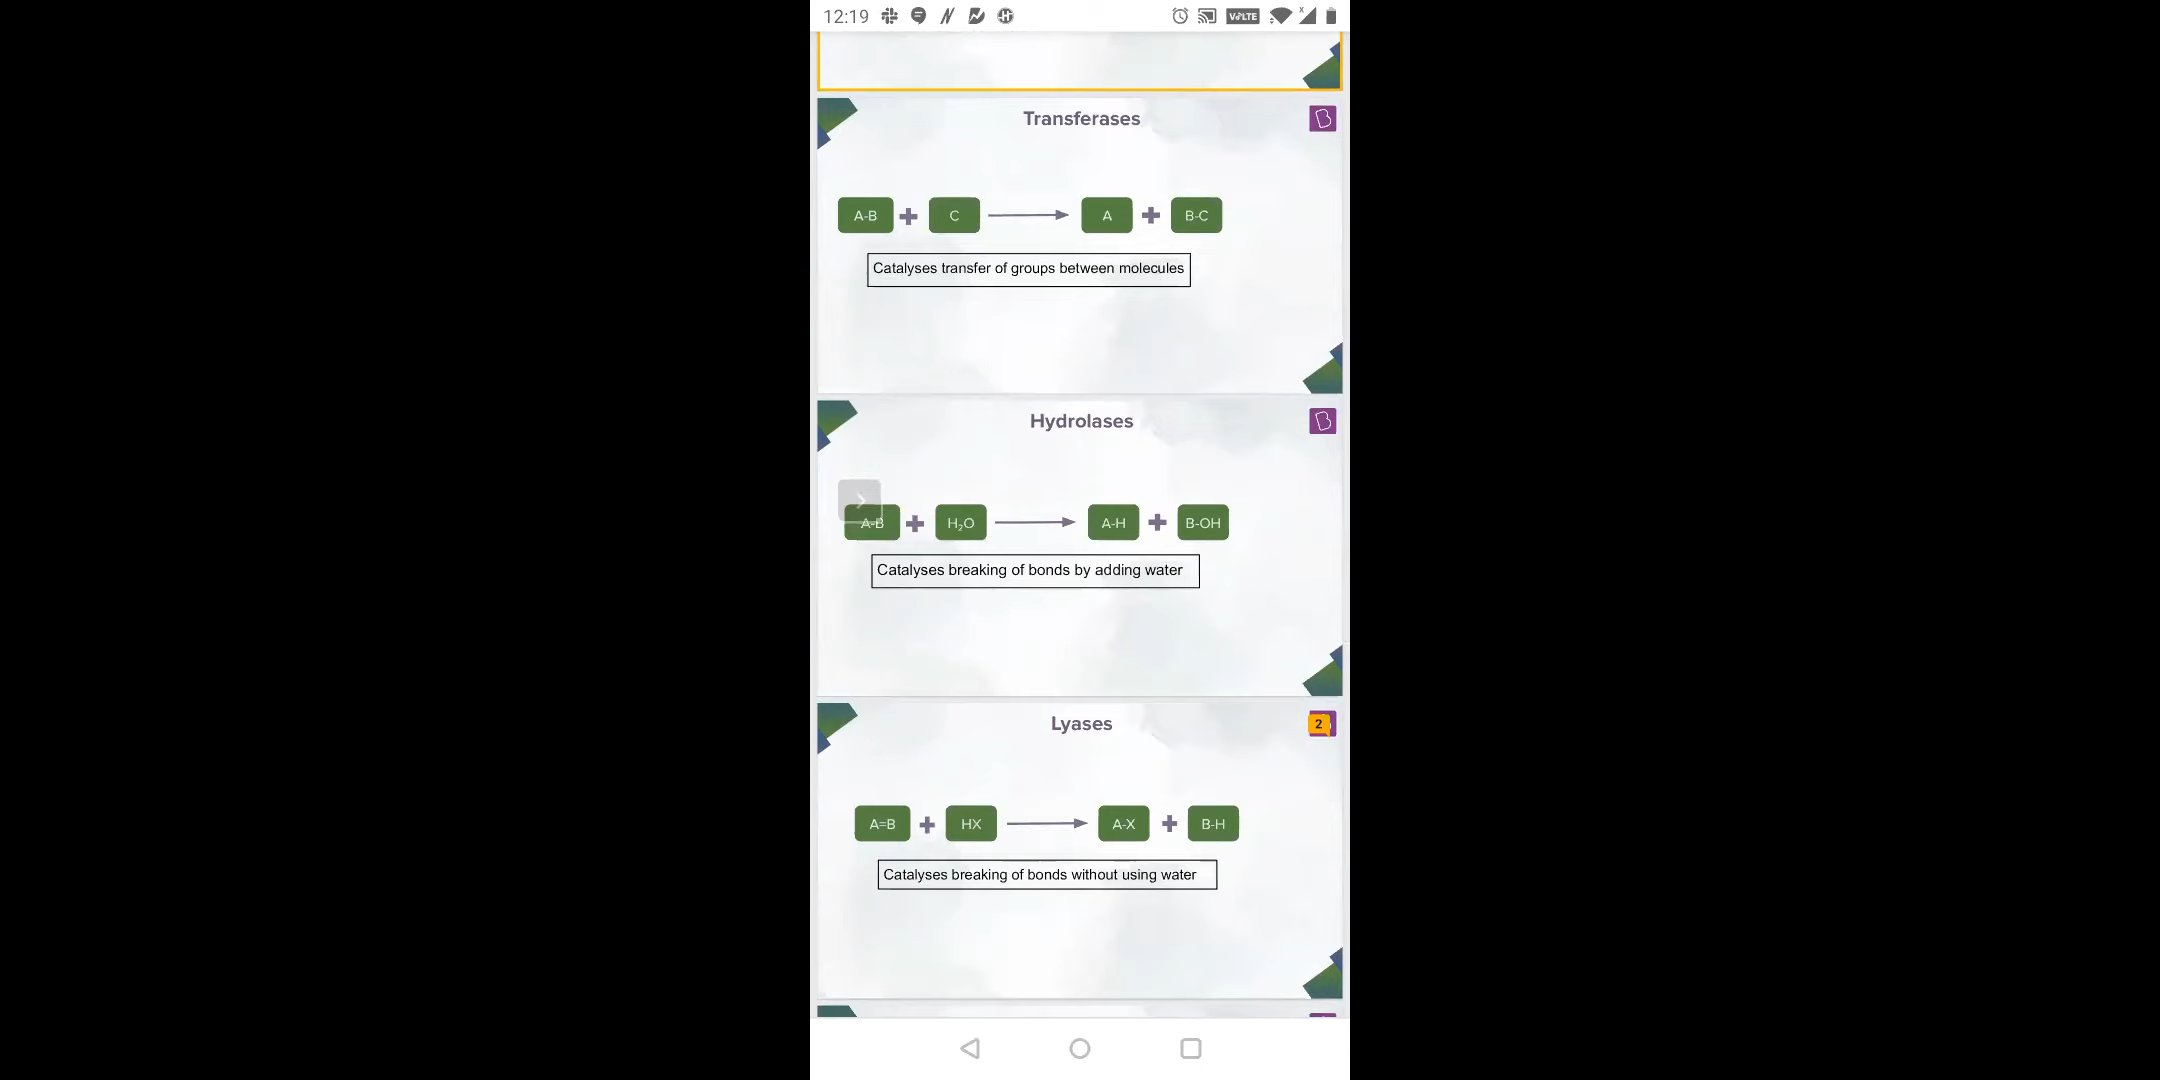 12:19
VoLTE
Transferases
A-B + C → A + B-C
Catalyses transfer of groups between molecules
Hydrolases
A-B + H₂O → A-H + B-OH
Catalyses breaking of bonds by adding water
Lyases
2
A=B + HX → A-X + B-H
Catalyses breaking of bonds without using water